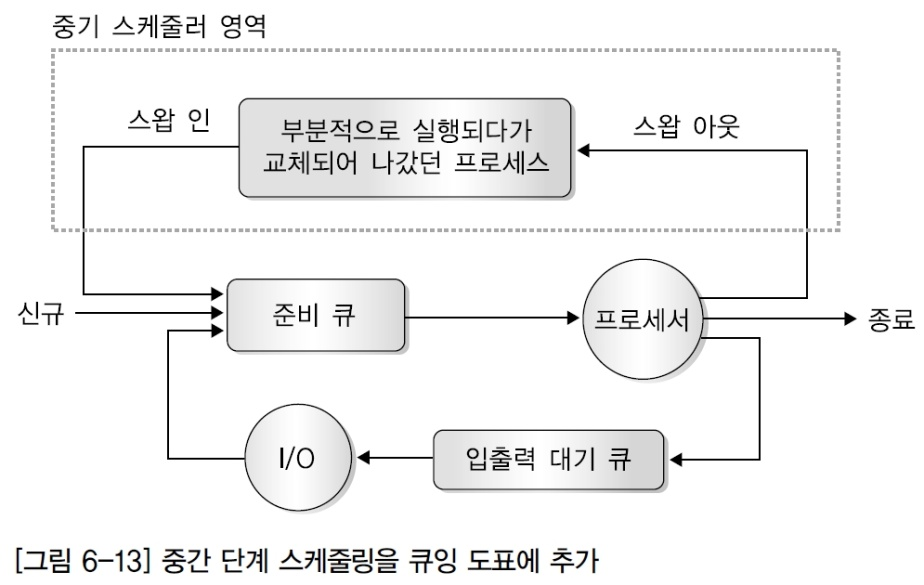 중기 스케줄러 영역
스왑 인
부분적으로 실행되다가
교체되어 나갔던 프로세스
스왑 아웃
신규
준비 큐
프로세서
종료
I/O
입출력 대기 큐
[그림 6-13] 중간 단계 스케줄링을 큐잉 도표에 추가